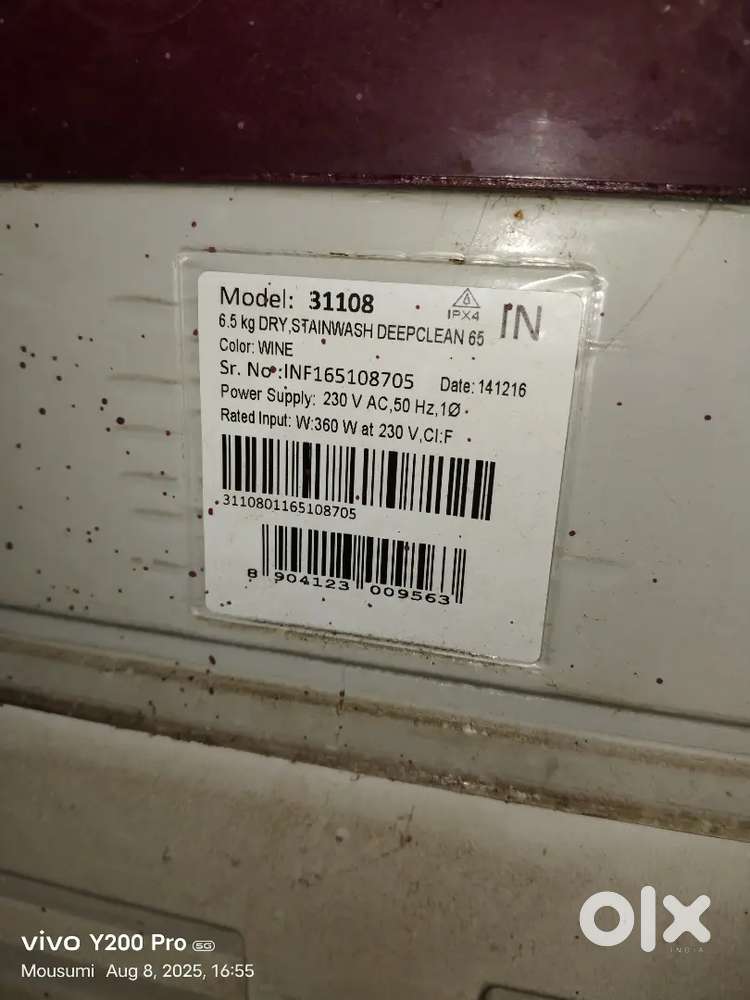 Model: 31108
IPX4
IN
6.5 kg DRY,STAINWASH DEEPCLEAN 65
Color: WINE
Sr. No :INF165108705 Date: 141216
Power Supply: 230 V AC,50 Hz,1Ø
Rated Input: W:360 W at 230 V,Cl:F
3110801165108705
8 904123 009563
olx
INDIA
vivo Y200 Pro 5G
Mousumi Aug 8, 2025, 16:55